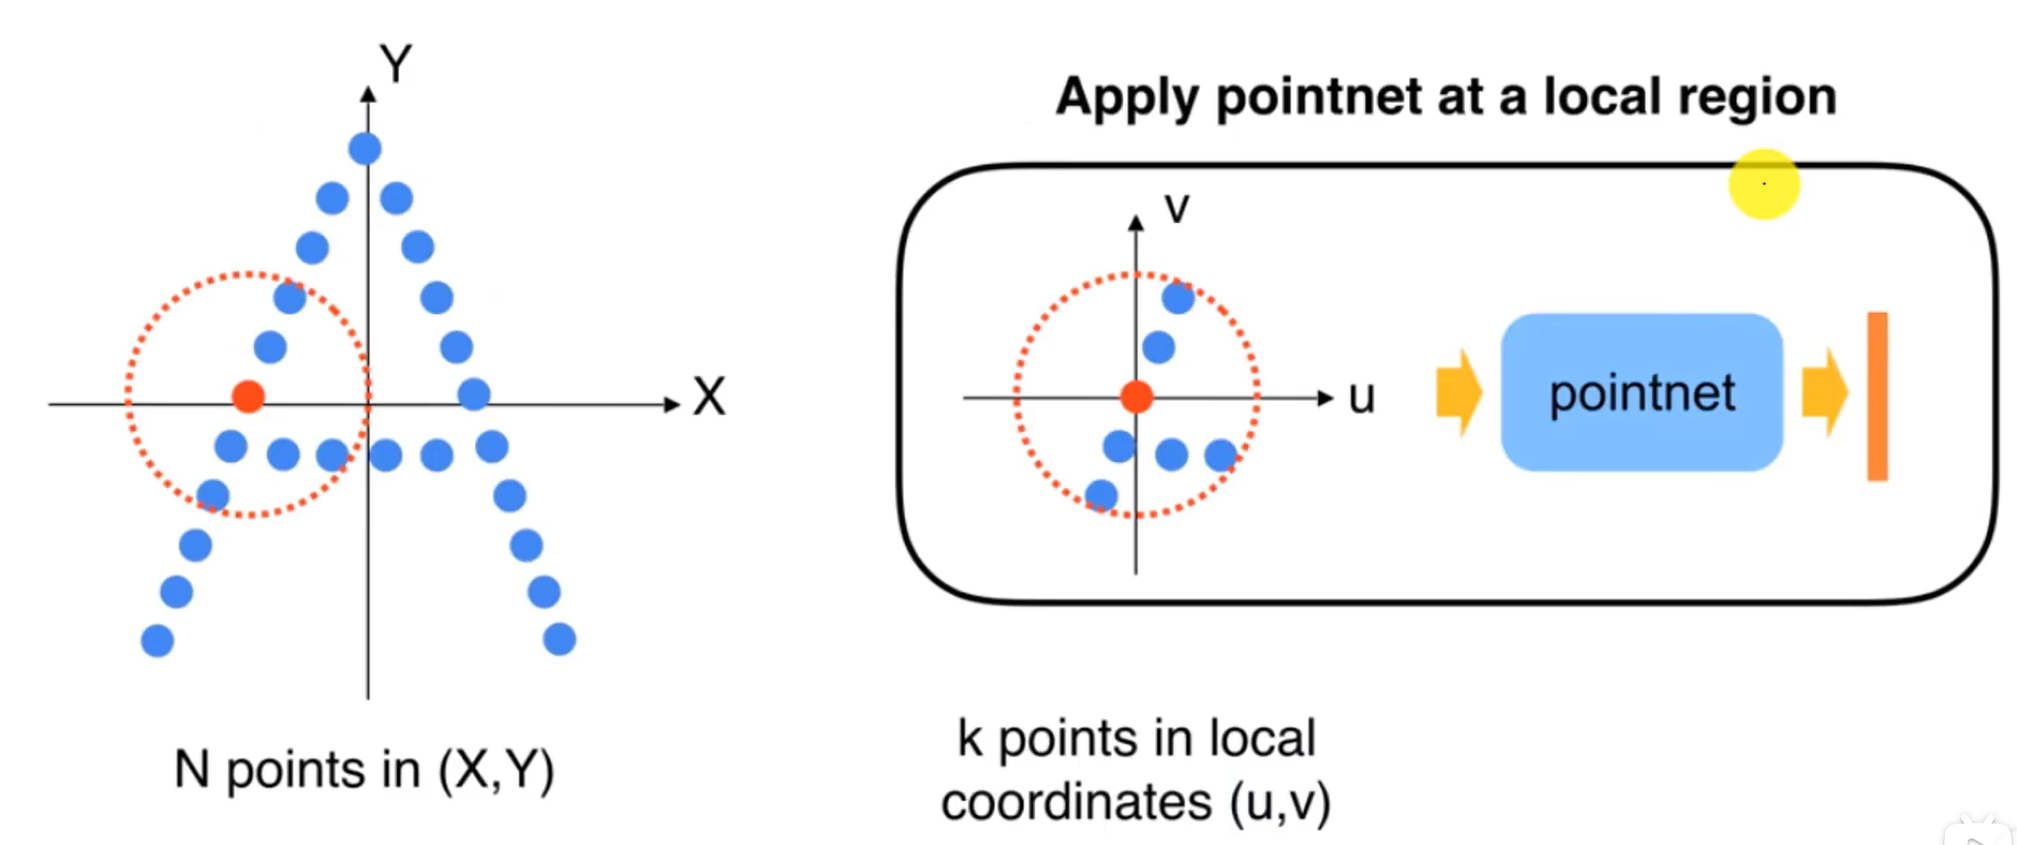 Y
X
N points in (X,Y)
Apply pointnet at a local region
v
u
pointnet
k points in local
coordinates (u,v)